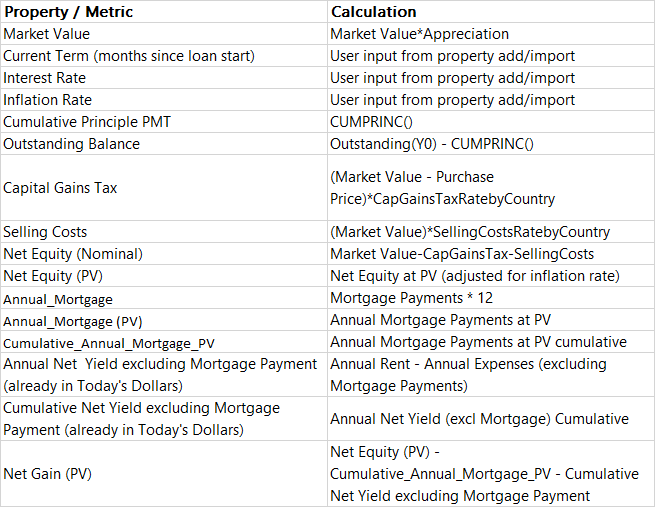 Property / Metric Calculation
Market Value Market Value*Appreciation
Current Term (months since loan start) User input from property add/import
Interest Rate User input from property add/import
Inflation Rate User input from property add/import
Cumulative Principle PMT CUMPRINC()
Outstanding Balance Outstanding(Y0) - CUMPRINC()
Capital Gains Tax
(Market Value - Purchase
Price)*CapGainsTaxRatebyCountry
Selling Costs (Market Value)*SellingCostsRatebyCountry
Net Equity (Nominal) Market Value-CapGainsTax-SellingCosts
Net Equity (PV) Net Equity at PV (adjusted for inflation rate)
Annual_Mortgage Mortgage Payments * 12
Annual_Mortgage (PV) Annual Mortgage Payments at PV
Cumulative_Annual_Mortgage_PV Annual Mortgage Payments at PV cumulative
Annual Net  Yield excluding Mortgage Payment
(already in Today's Dollars)
Annual Rent - Annual Expenses (excluding
Mortgage Payments)
Cumulative Net Yield excluding Mortgage
Payment (already in Today's Dollars)
Annual Net Yield (excl Mortgage) Cumulative
Net Gain (PV)
Net Equity (PV) -
Cumulative_Annual_Mortgage_PV - Cumulative
Net Yield excluding Mortgage Payment